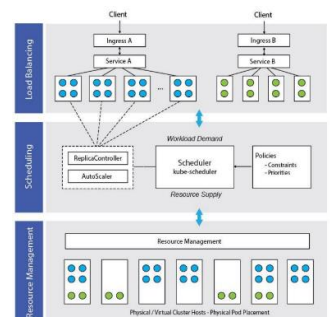 Client
Client
Load Balancing
Ingress A
Ingress B
Service A
Service B
...
Scheduling
Workload Demand
ReplicaController
AutoScaler
Scheduler
kube-scheduler
Policies
- Constraints
- Priorities
Resource Supply
Resource Management
Resource Management
Physical / Virtual Cluster Hosts - Physical Pod Placement